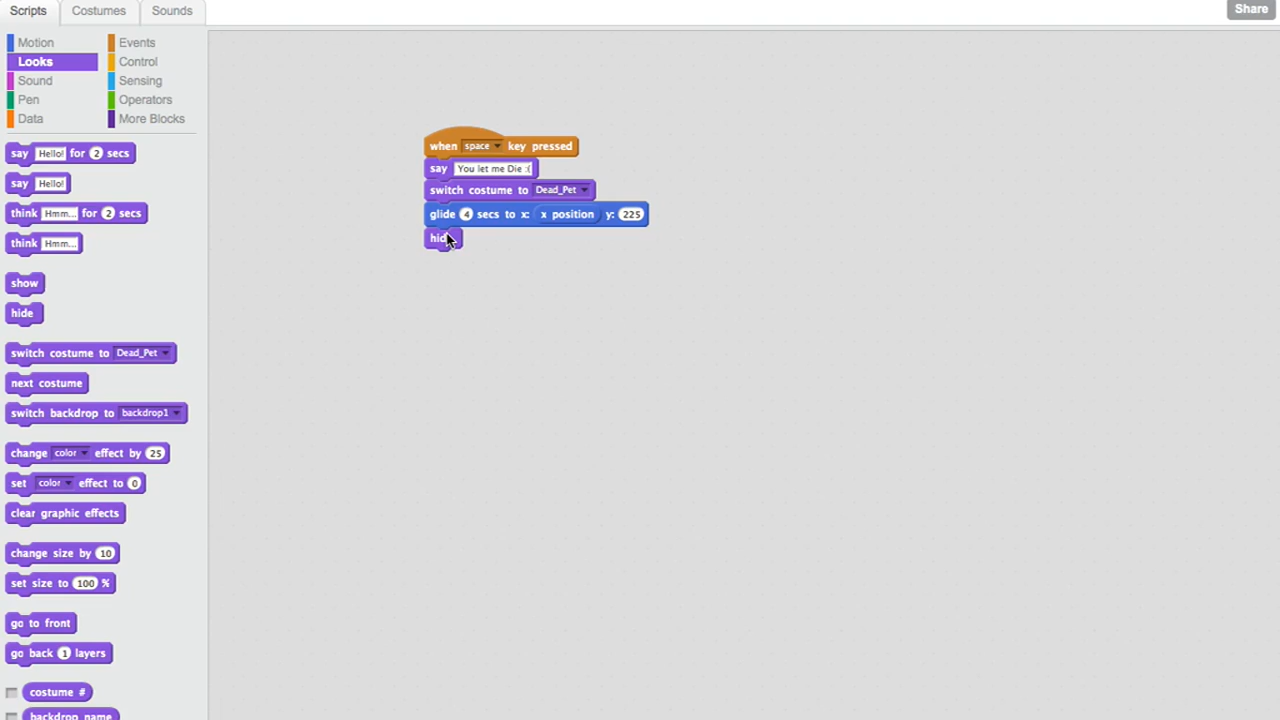 Scripts Costumes Sounds Share
Motion Events
Looks Control
Sound Sensing
Pen Operators
Data More Blocks
say Hello! for 2 secs
say Hello!
think Hmm... for 2 secs
think Hmm...
show
hide
switch costume to Dead_Pet
next costume
switch backdrop to backdrop1
change color effect by 25
set color effect to 0
clear graphic effects
change size by 10
set size to 100 %
go to front
go back 1 layers
costume #
backdrop name
when space key pressed
say You let me Die :(
switch costume to Dead_Pet
glide 4 secs to x: x position y: 225